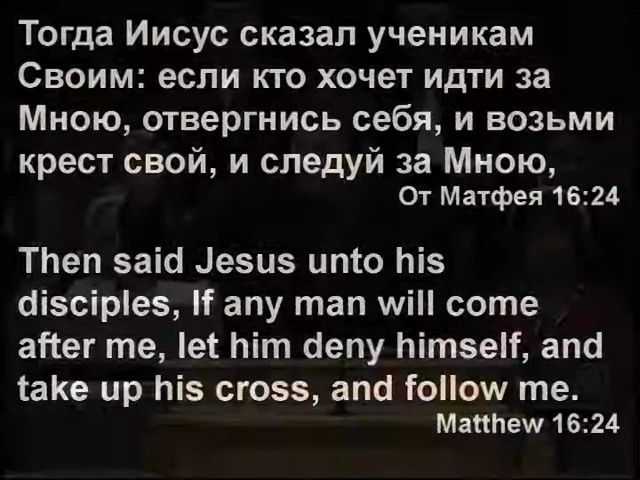 Тогда Иисус сказал ученикам
Своим: если кто хочет идти за
Мною, отвергнись себя, и возьми
крест свой, и следуй за Мною,
От Матфея 16:24
Then said Jesus unto his
disciples, If any man will come
after me, let him deny himself, and
take up his cross, and follow me.
Matthew 16:24